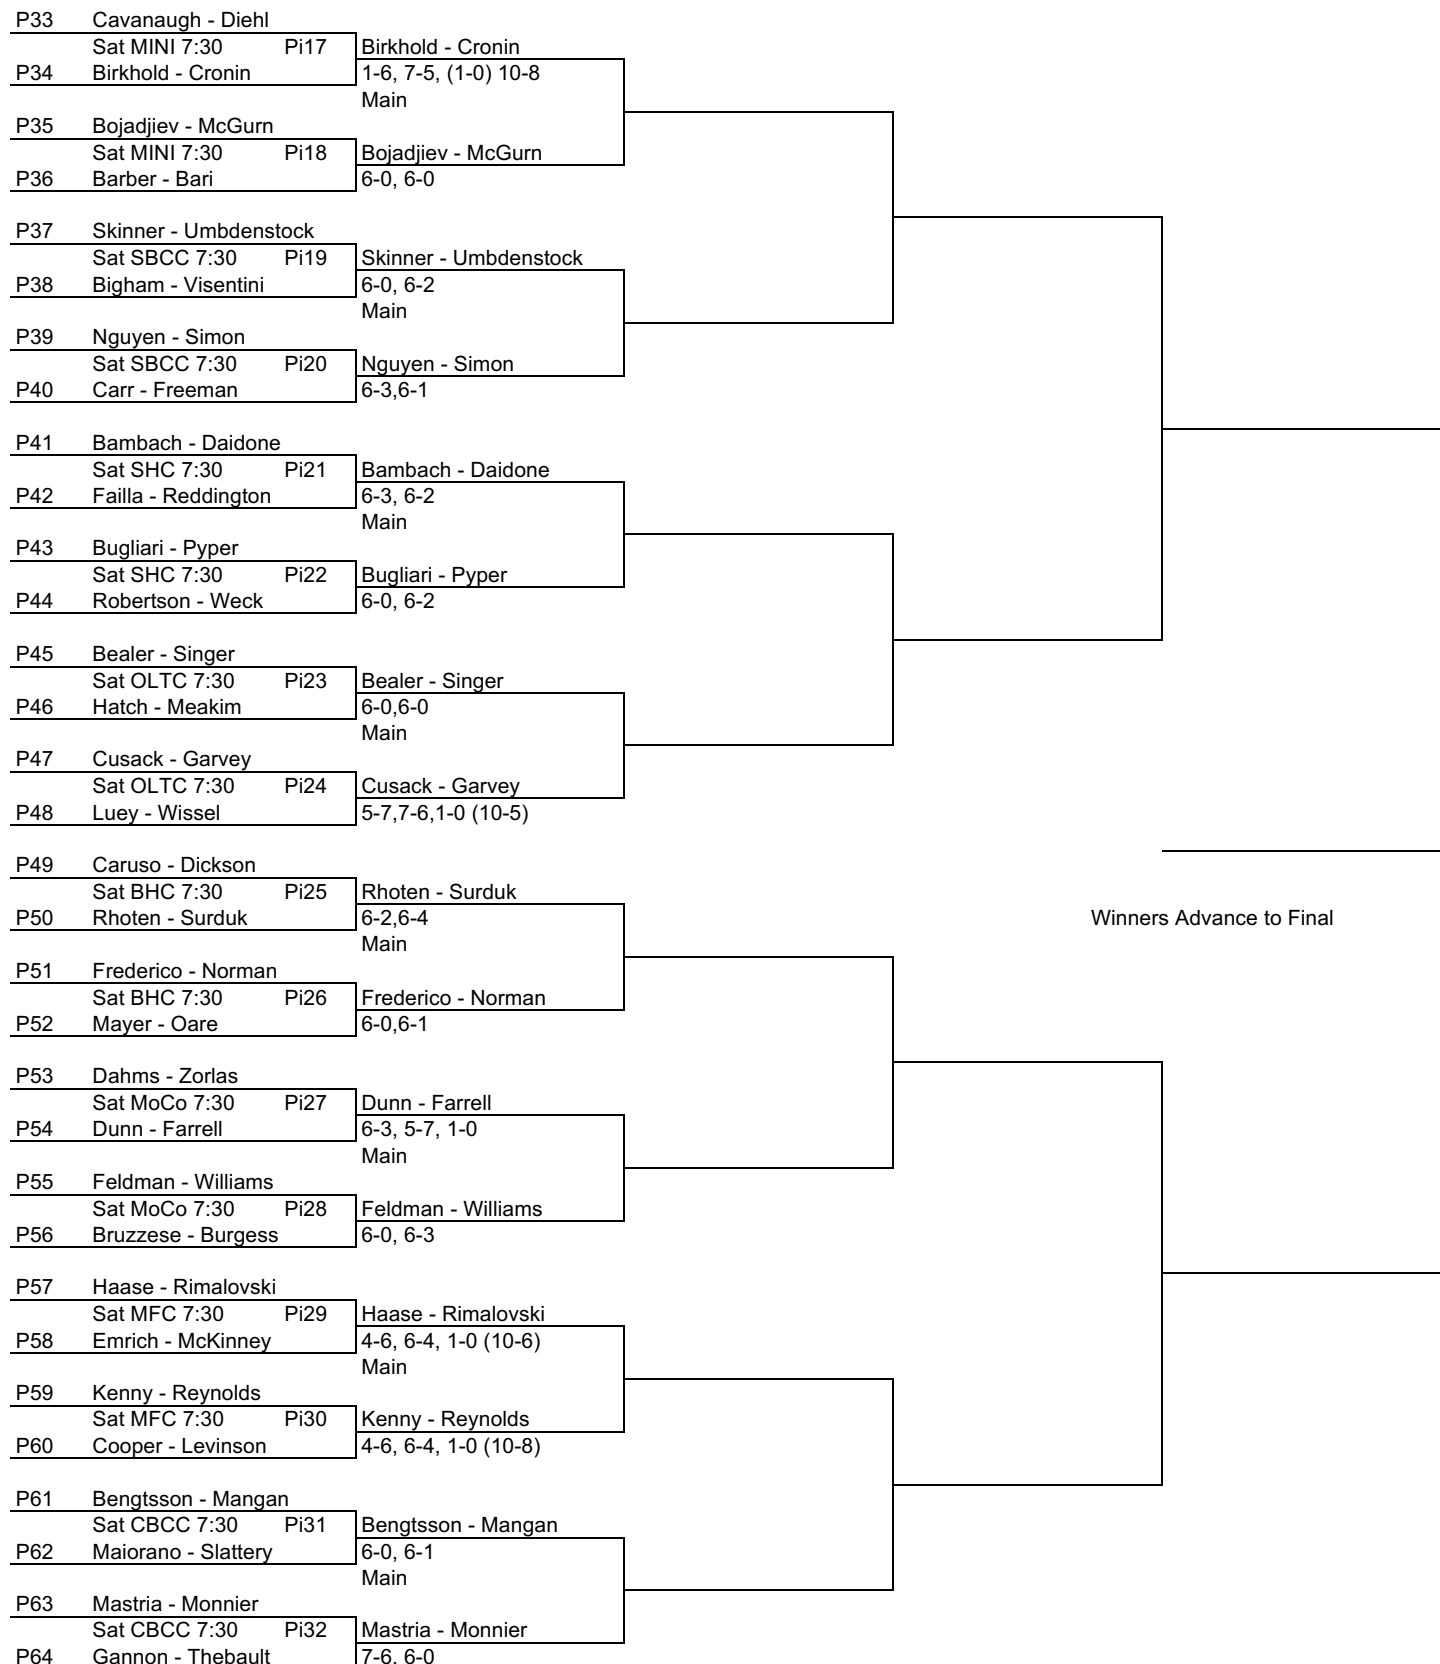 P33 Cavanaugh - Diehl
Sat MINI 7:30 Pi17 Birkhold - Cronin
P34 Birkhold - Cronin 1-6, 7-5, (1-0) 10-8
Main
P35 Bojadjiev - McGurn
Sat MINI 7:30 Pi18 Bojadjiev - McGurn
P36 Barber - Bari 6-0, 6-0
P37 Skinner - Umbdenstock
Sat SBCC 7:30 Pi19 Skinner - Umbdenstock
P38 Bigham - Visentini 6-0, 6-2
Main
P39 Nguyen - Simon
Sat SBCC 7:30 Pi20 Nguyen - Simon
P40 Carr - Freeman 6-3,6-1
P41 Bambach - Daidone
Sat SHC 7:30 Pi21 Bambach - Daidone
P42 Failla - Reddington 6-3, 6-2
Main
P43 Bugliari - Pyper
Sat SHC 7:30 Pi22 Bugliari - Pyper
P44 Robertson - Weck 6-0, 6-2
P45 Bealer - Singer
Sat OLTC 7:30 Pi23 Bealer - Singer
P46 Hatch - Meakim 6-0,6-0
Main
P47 Cusack - Garvey
Sat OLTC 7:30 Pi24 Cusack - Garvey
P48 Luey - Wissel 5-7,7-6,1-0 (10-5)
P49 Caruso - Dickson
Sat BHC 7:30 Pi25 Rhoten - Surduk
P50 Rhoten - Surduk 6-2,6-4 Winners Advance to Final
Main
P51 Frederico - Norman
Sat BHC 7:30 Pi26 Frederico - Norman
P52 Mayer - Oare 6-0,6-1
P53 Dahms - Zorlas
Sat MoCo 7:30 Pi27 Dunn - Farrell
P54 Dunn - Farrell 6-3, 5-7, 1-0
Main
P55 Feldman - Williams
Sat MoCo 7:30 Pi28 Feldman - Williams
P56 Bruzzese - Burgess 6-0, 6-3
P57 Haase - Rimalovski
Sat MFC 7:30 Pi29 Haase - Rimalovski
P58 Emrich - McKinney 4-6, 6-4, 1-0 (10-6)
Main
P59 Kenny - Reynolds
Sat MFC 7:30 Pi30 Kenny - Reynolds
P60 Cooper - Levinson 4-6, 6-4, 1-0 (10-8)
P61 Bengtsson - Mangan
Sat CBCC 7:30 Pi31 Bengtsson - Mangan
P62 Maiorano - Slattery 6-0, 6-1
Main
P63 Mastria - Monnier
Sat CBCC 7:30 Pi32 Mastria - Monnier
P64 Gannon - Thebault 7-6, 6-0